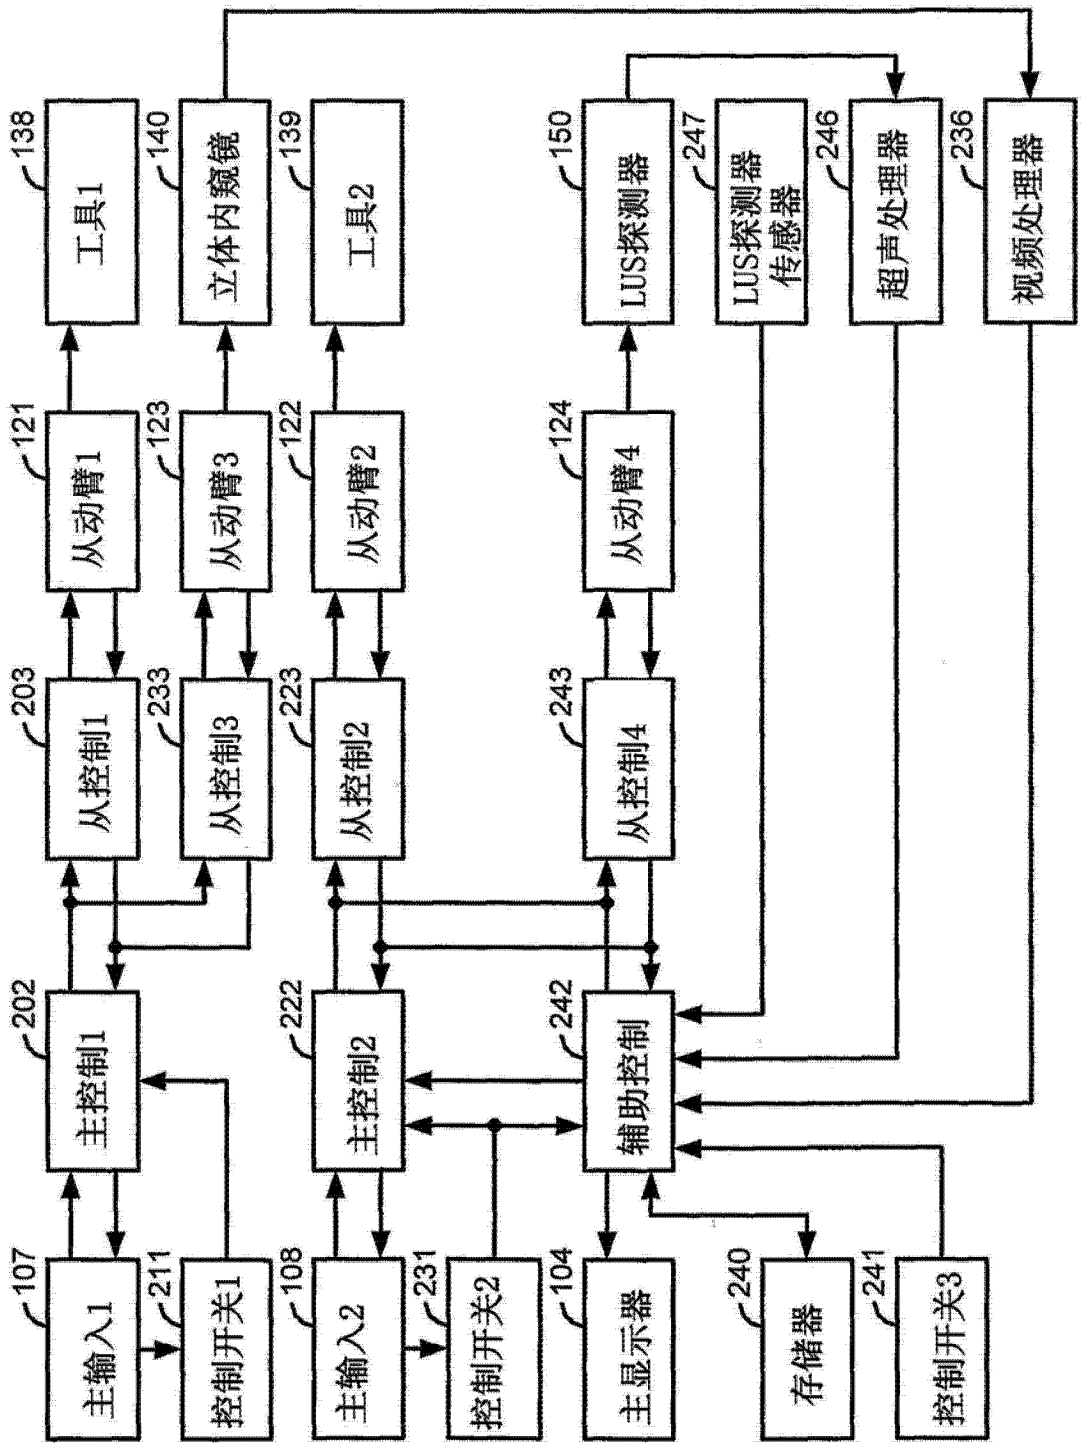 107
主输入1
211
控制开关1
108
主输入2
231
控制开关2
104
主显示器
240
存储器
241
控制开关3
202
主控制1
222
主控制2
242
辅助控制
203
从控制1
233
从控制3
223
从控制2
243
从控制4
121
从动臂1
123
从动臂3
122
从动臂2
124
从动臂4
138
工具1
140
立体内窥镜
139
工具2
150
LUS探测器
247
LUS探测器
传感器
246
超声处理器
236
视频处理器